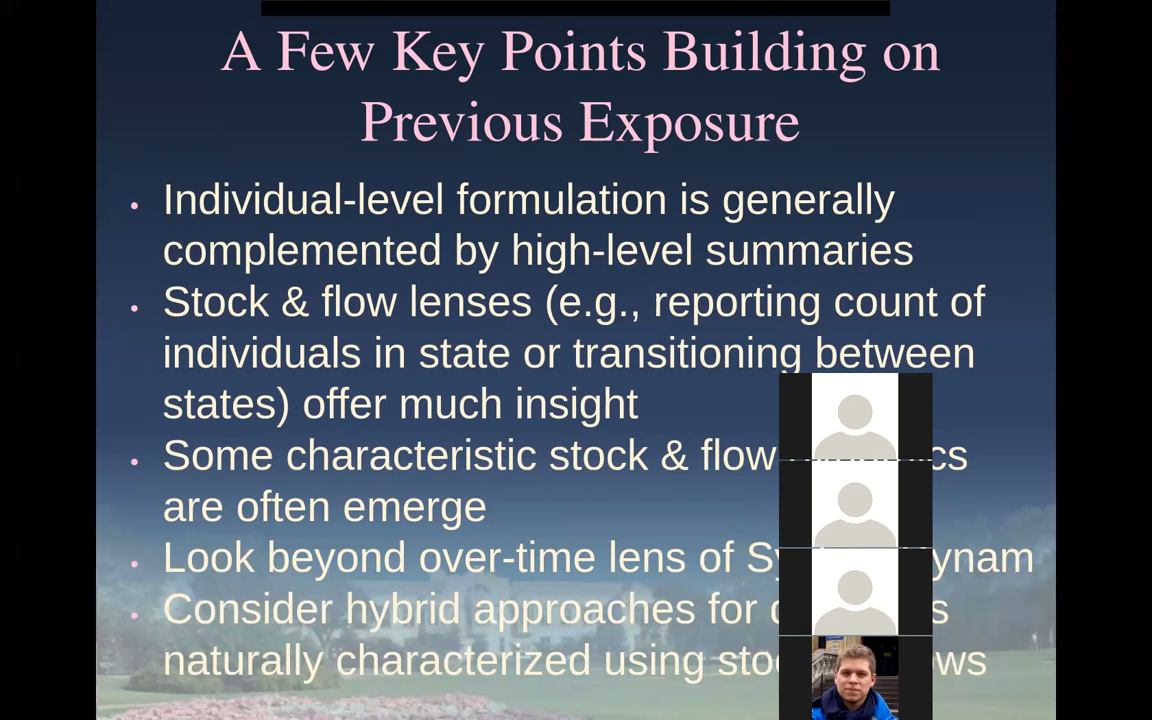 A Few Key Points Building on
Previous Exposure
• Individual-level formulation is generally
complemented by high-level summaries
• Stock & flow lenses (e.g., reporting count of
individuals in state or transitioning between
states) offer much insight
• Some characteristic stock & flow
are often emerge
• Look beyond over-time lens of
• Consider hybrid approaches for
naturally characterized using